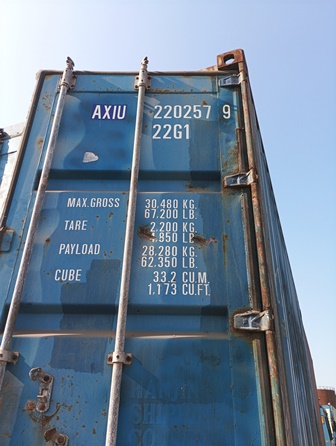 AXIU 220257 9
22G1
MAX.GROSS 30.480 KG.
67.200 LB.
TARE 2.200 KG.
4.850 LB.
PAYLOAD 28.280 KG.
62.350 LB.
CUBE 33.2 CU.M.
1.173 CU.FT.
SHIPPING